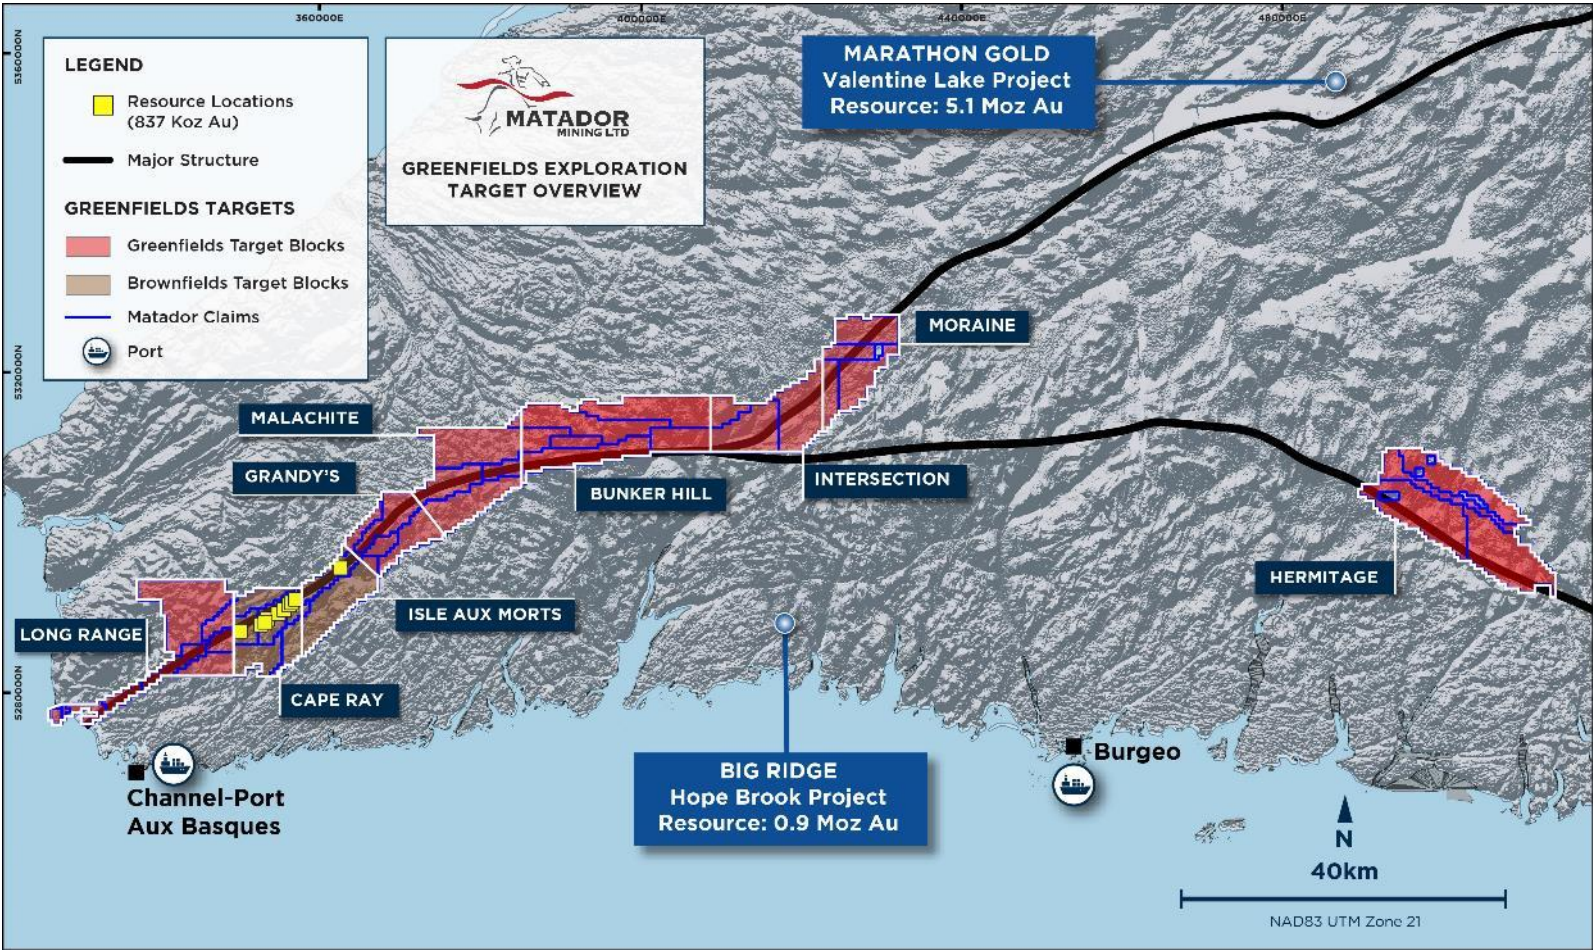 360000E
400000E
440000E
480000E
5360000N
5320000N
5280000N
LEGEND
Resource Locations
(837 Koz Au)
Major Structure
GREENFIELDS TARGETS
Greenfields Target Blocks
Brownfields Target Blocks
Matador Claims
Port
MATADOR
MINING LTD
GREENFIELDS EXPLORATION
TARGET OVERVIEW
MARATHON GOLD
Valentine Lake Project
Resource: 5.1 Moz Au
MORAINE
MALACHITE
GRANDY'S
BUNKER HILL
INTERSECTION
HERMITAGE
ISLE AUX MORTS
LONG RANGE
CAPE RAY
BIG RIDGE
Hope Brook Project
Resource: 0.9 Moz Au
Burgeo
Channel-Port
Aux Basques
N
40km
NAD83 UTM Zone 21